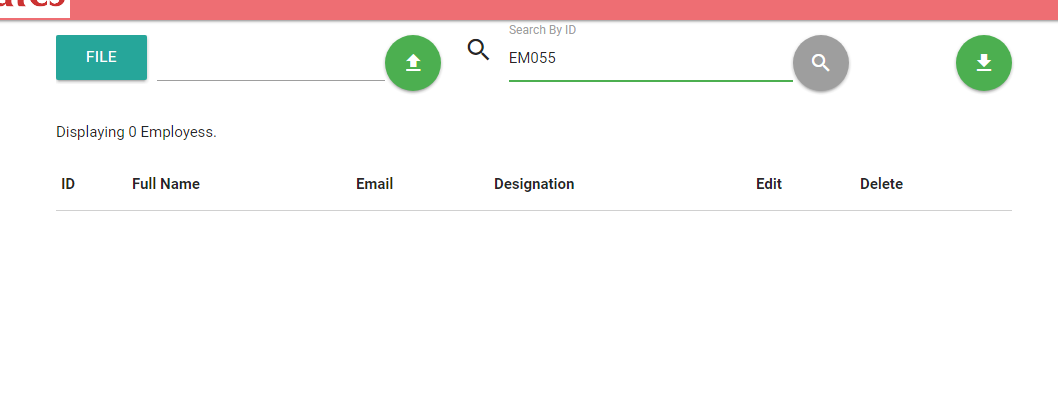 FILE
Search By ID
EM055
Displaying 0 Employess.
ID Full Name Email Designation Edit Delete